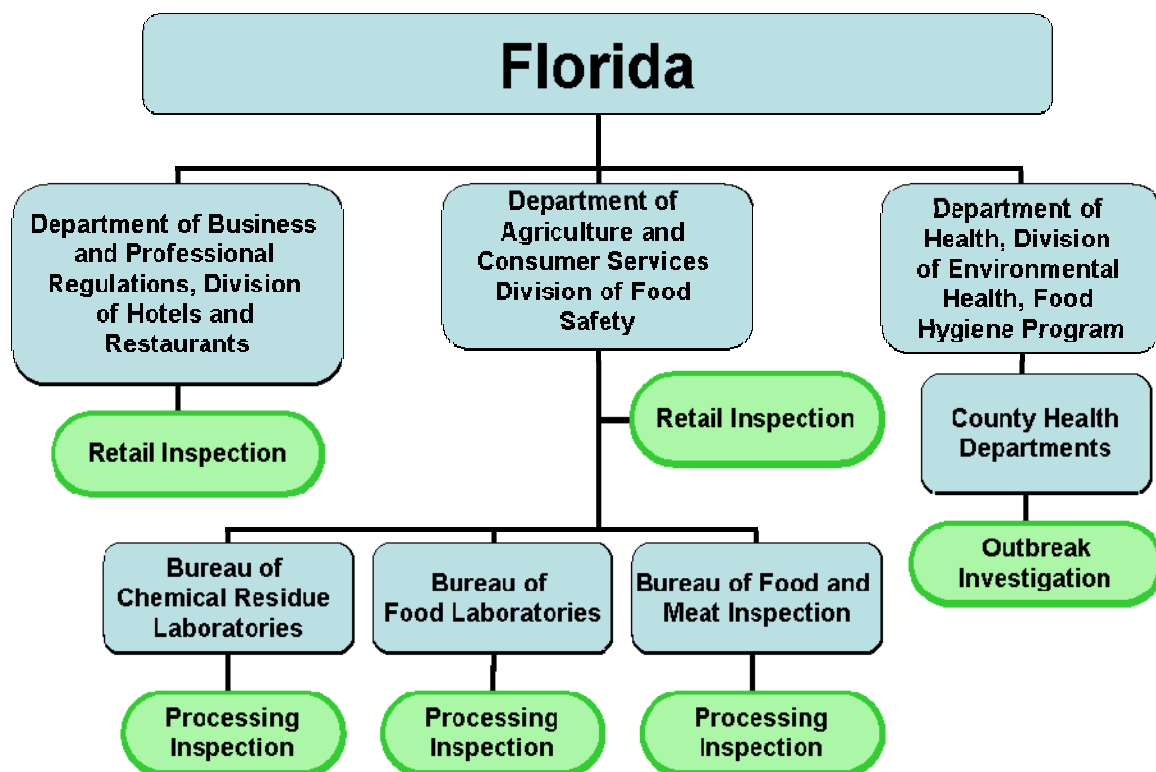 Florida
Department of Business
and Professional
Regulations, Division
of Hotels and
Restaurants
Department of
Agriculture and
Consumer Services
Division of Food
Safety
Department of
Health, Division
of Environmental
Health, Food
Hygiene Program
Retail Inspection
Retail Inspection
County Health
Departments
Outbreak
Investigation
Bureau of
Chemical Residue
Laboratories
Bureau of
Food Laboratories
Bureau of Food and
Meat Inspection
Processing
Inspection
Processing
Inspection
Processing
Inspection